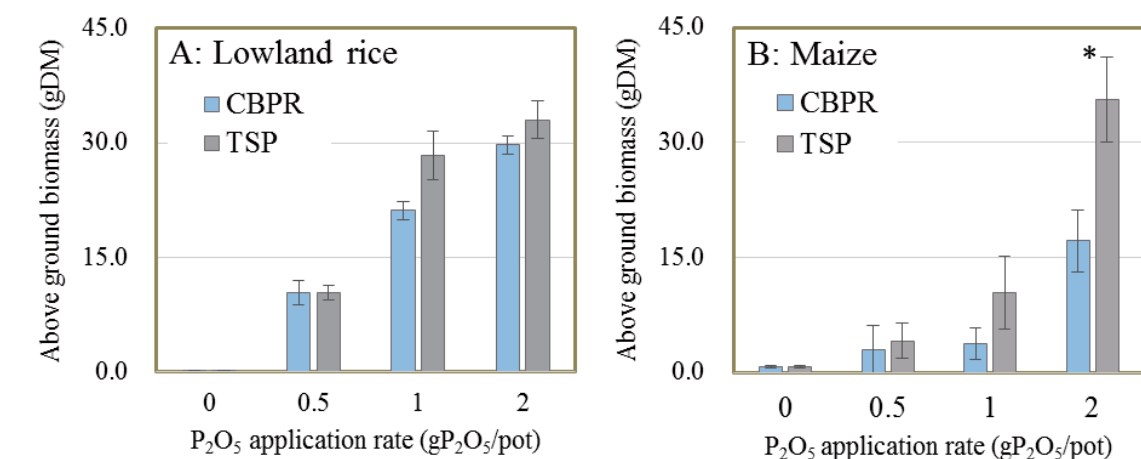 Above ground biomass (gDM)
45.0
30.0
15.0
0.0
A: Lowland rice
CBPR
TSP
0 0.5 1 2
P₂O₅ application rate (gP₂O₅/pot)
Above ground biomass (gDM)
45.0
30.0
15.0
0.0
B: Maize
*
CBPR
TSP
0 0.5 1 2
P₂O₅ application rate (gP₂O₅/pot)